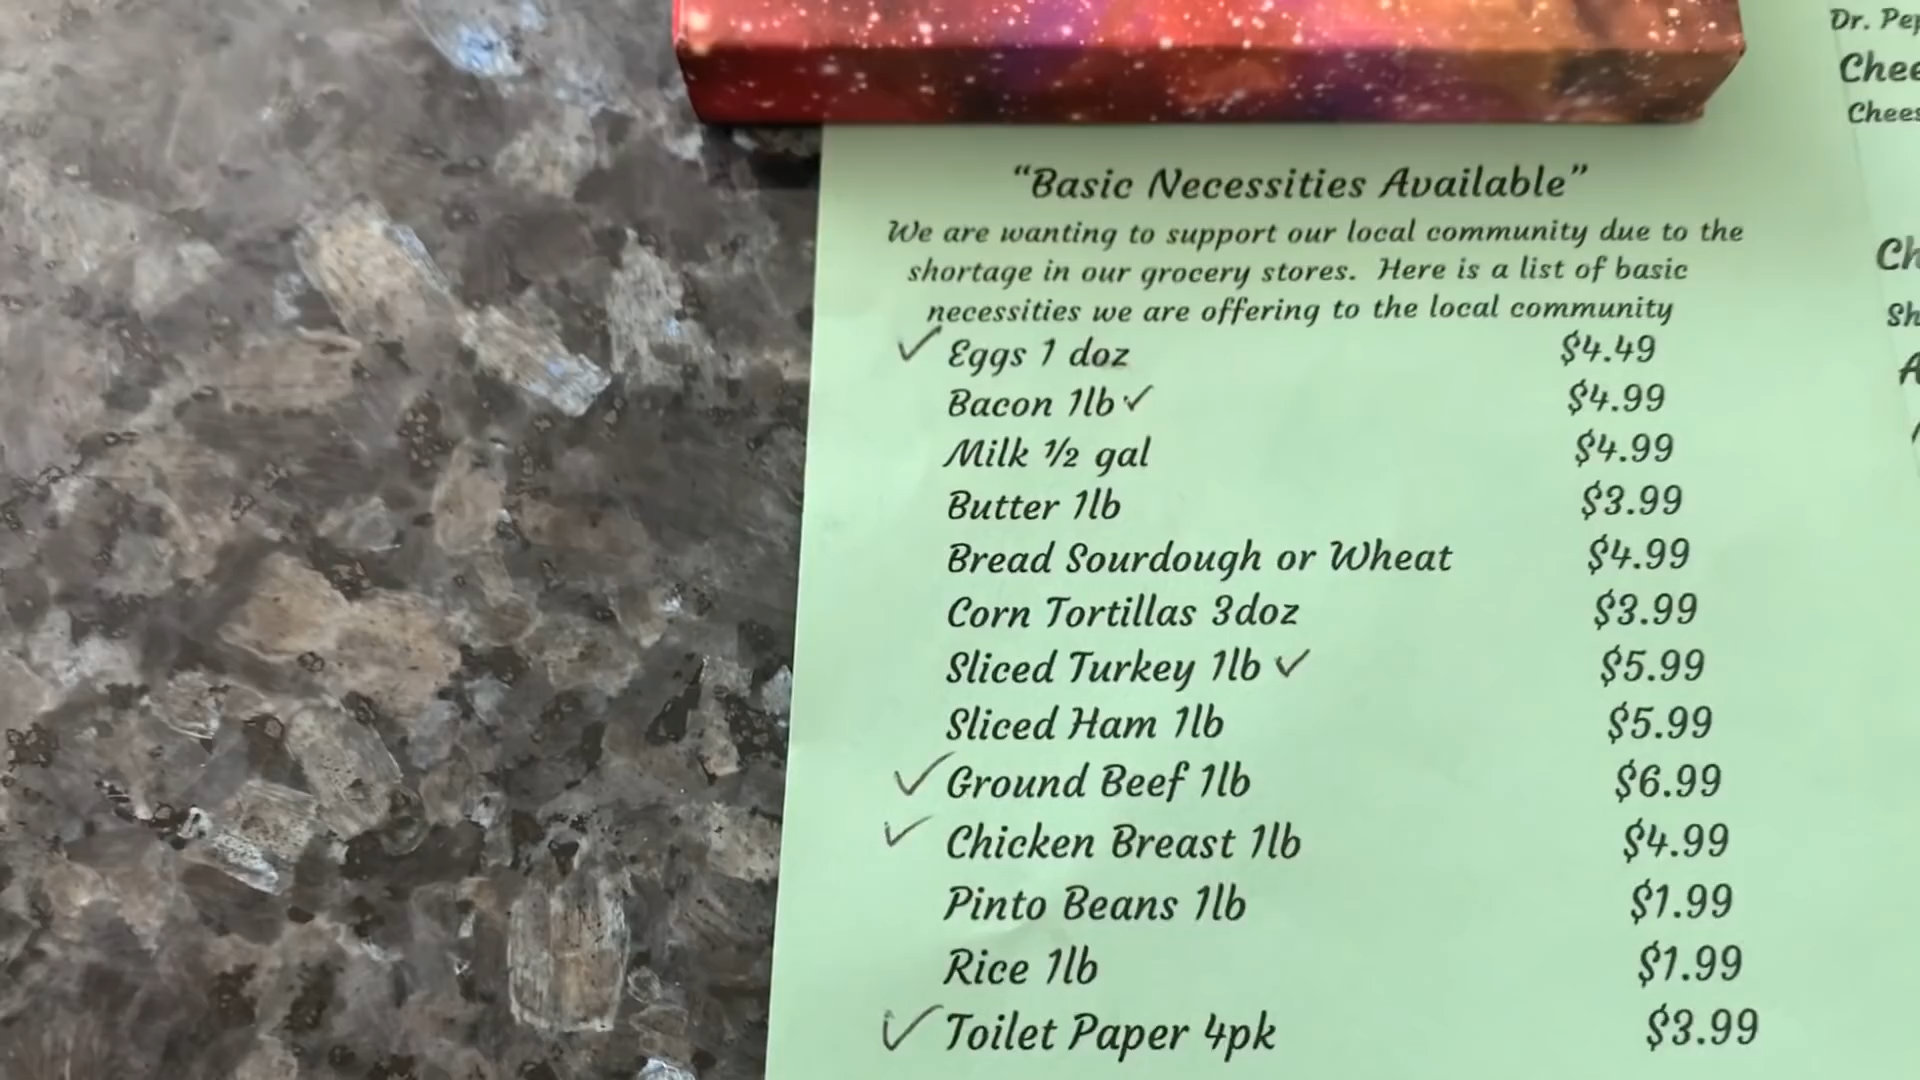 "Basic Necessities Available"
We are wanting to support our local community due to the
shortage in our grocery stores. Here is a list of basic
necessities we are offering to the local community
Eggs 1 doz $4.49
Bacon 1lb $4.99
Milk ½ gal $4.99
Butter 1lb $3.99
Bread Sourdough or Wheat $4.99
Corn Tortillas 3doz $3.99
Sliced Turkey 1lb $5.99
Sliced Ham 1lb $5.99
Ground Beef 1lb $6.99
Chicken Breast 1lb $4.99
Pinto Beans 1lb $1.99
Rice 1lb $1.99
Toilet Paper 4pk $3.99
Dr.